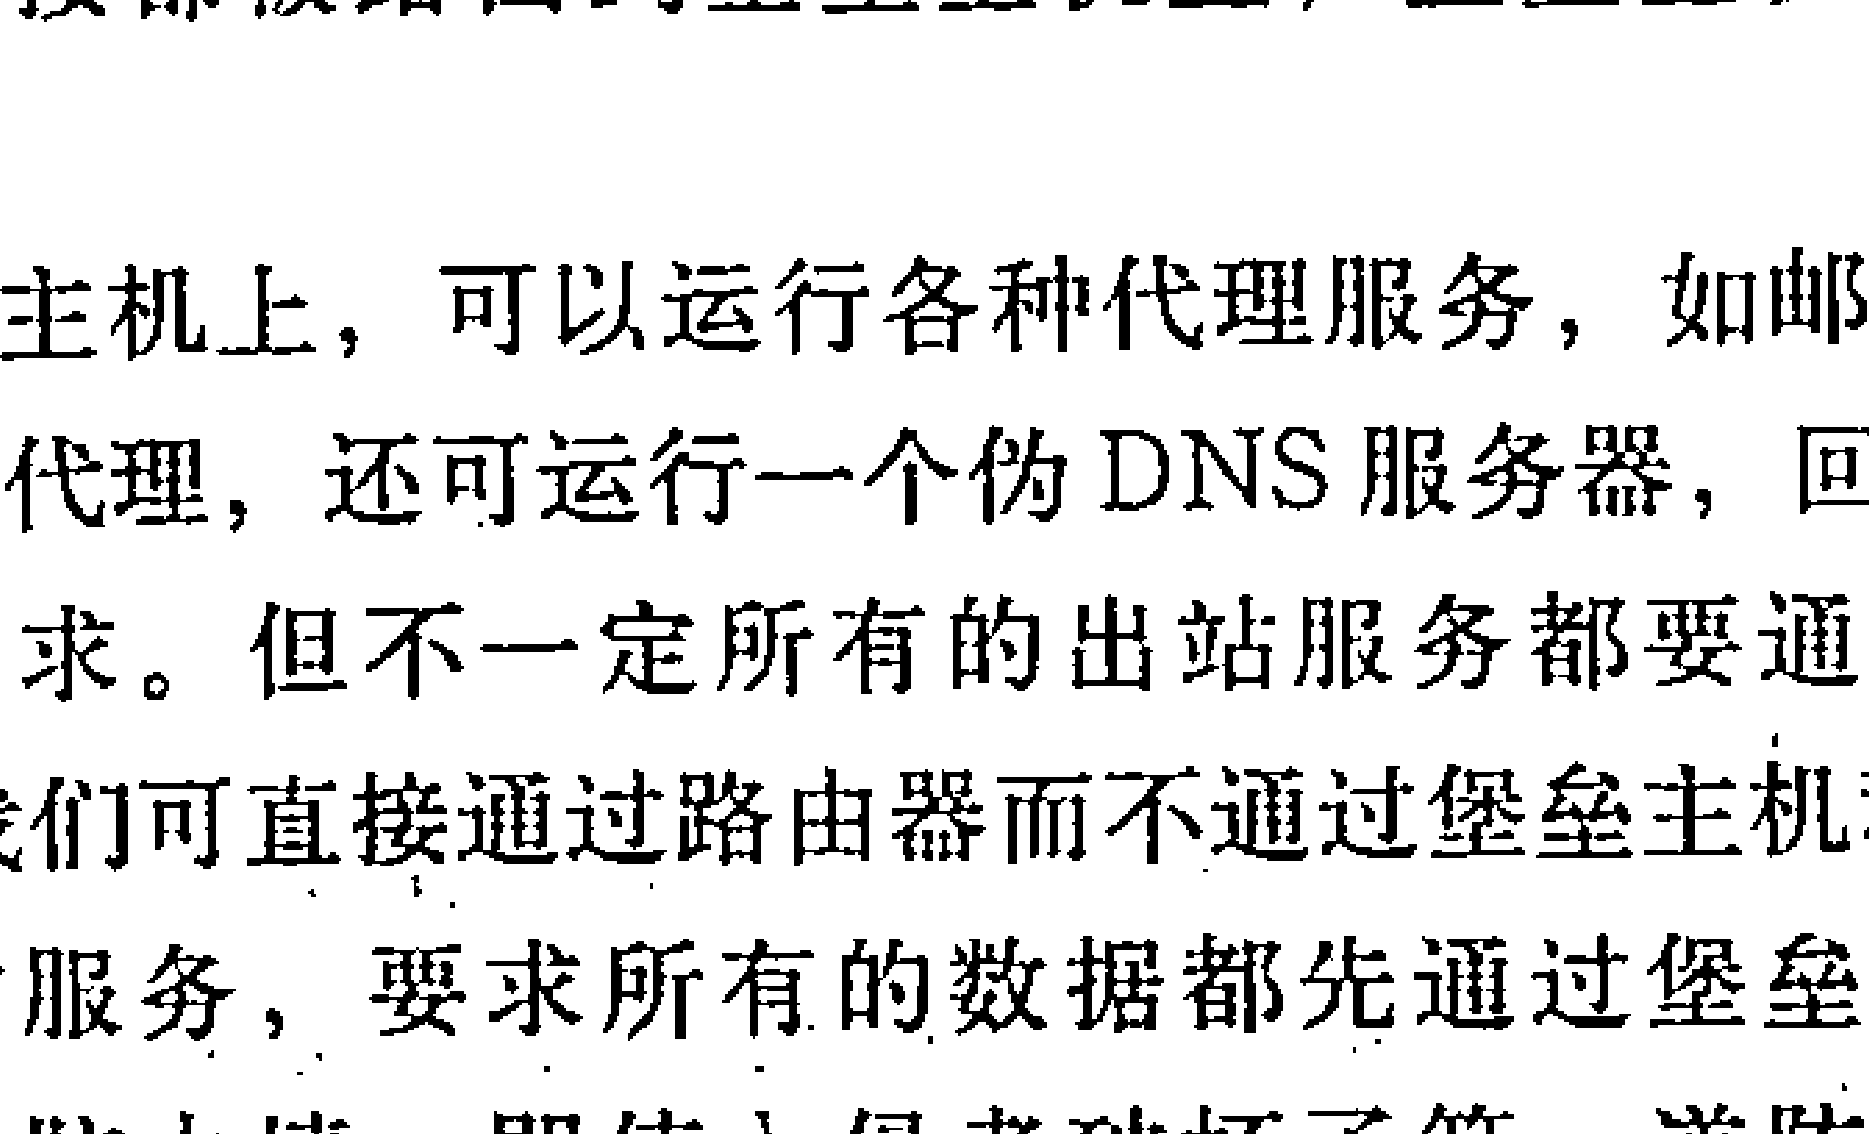 主机上，可以运行各种代理服务，如邮
代理，还可运行一个伪 DNS 服务器，回
求。但不一定所有的出站服务都要通
们可直接通过路由器而不通过堡垒主机
服务，要求所有的数据都先通过堡垒